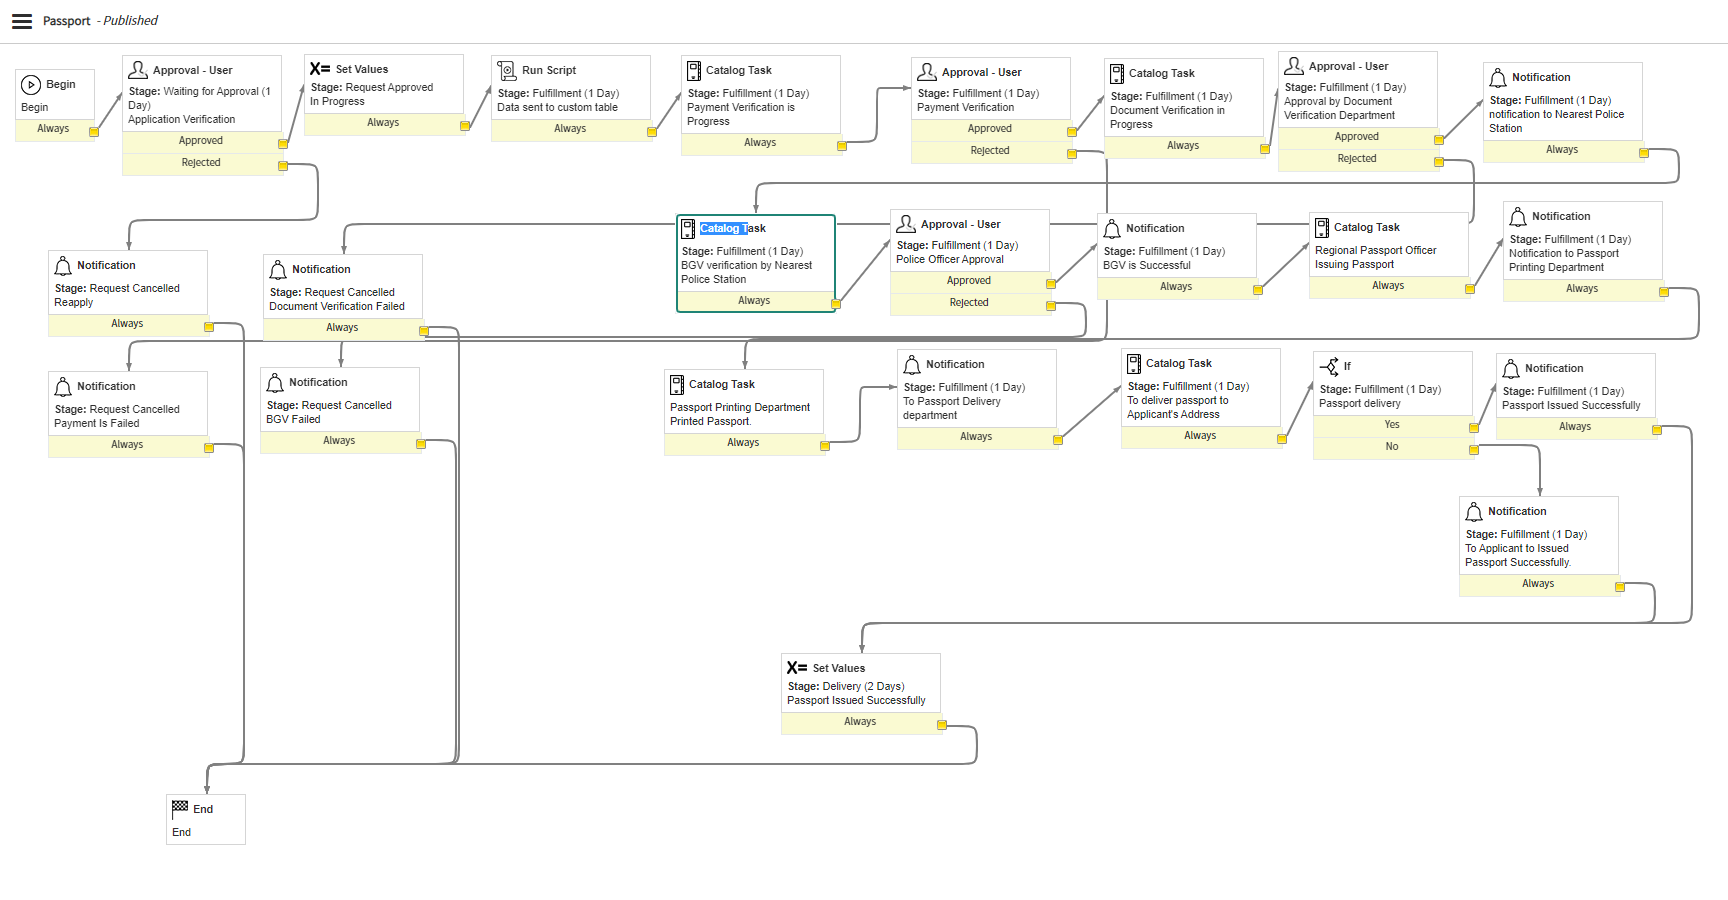 Passport - Published
Begin
Begin
Always
Approval - User
Stage: Waiting for Approval (1
Day)
Application Verification
Approved
Rejected
Set Values
Stage: Request Approved
In Progress
Always
Run Script
Stage: Fulfillment (1 Day)
Data sent to custom table
Always
Catalog Task
Stage: Fulfillment (1 Day)
Payment Verification is
Progress
Always
Approval - User
Stage: Fulfillment (1 Day)
Payment Verification
Approved
Rejected
Catalog Task
Stage: Fulfillment (1 Day)
Document Verification in
Progress
Always
Approval - User
Stage: Fulfillment (1 Day)
Approval by Document
Verification Department
Approved
Rejected
Notification
Stage: Fulfillment (1 Day)
notification to Nearest Police
Station
Always
Notification
Stage: Request Cancelled
Reapply
Always
Notification
Stage: Request Cancelled
Document Verification Failed
Always
Catalog Task
Stage: Fulfillment (1 Day)
BGV verification by Nearest
Police Station
Always
Approval - User
Stage: Fulfillment (1 Day)
Police Officer Approval
Approved
Rejected
Notification
Stage: Fulfillment (1 Day)
BGV is Successful
Always
Catalog Task
Regional Passport Officer
Issuing Passport
Always
Notification
Stage: Fulfillment (1 Day)
Notification to Passport
Printing Department
Always
Notification
Stage: Request Cancelled
Payment Is Failed
Always
Notification
Stage: Request Cancelled
BGV Failed
Always
Catalog Task
Passport Printing Department
Printed Passport.
Always
Notification
Stage: Fulfillment (1 Day)
To Passport Delivery
department
Always
Catalog Task
Stage: Fulfillment (1 Day)
To deliver passport to
Applicant's Address
Always
If
Stage: Fulfillment (1 Day)
Passport delivery
Yes
No
Notification
Stage: Fulfillment (1 Day)
Passport Issued Successfully
Always
Notification
Stage: Fulfillment (1 Day)
To Applicant to Issued
Passport Successfully.
Always
X= Set Values
Stage: Delivery (2 Days)
Passport Issued Successfully
Always
End
End